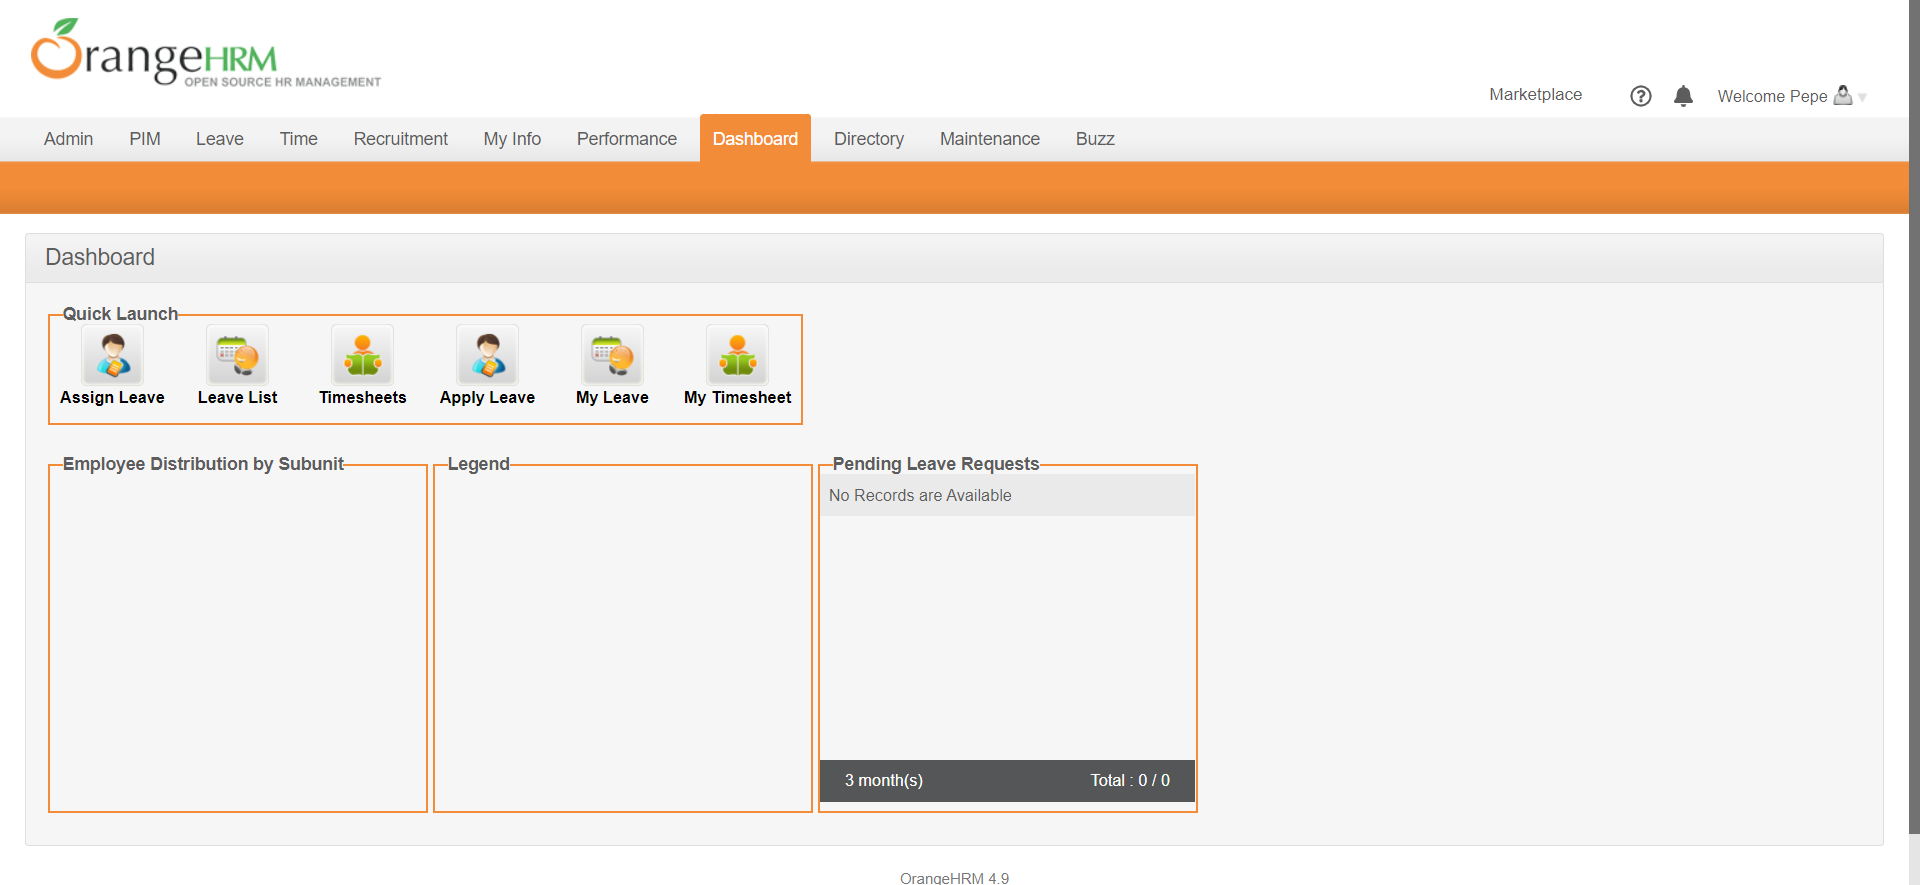 OrangeHRM
OPEN SOURCE HR MANAGEMENT
Marketplace
Welcome Pepe
Admin PIM Leave Time Recruitment My Info Performance Dashboard Directory Maintenance Buzz
Dashboard
Quick Launch
Assign Leave Leave List Timesheets Apply Leave My Leave My Timesheet
Employee Distribution by Subunit
Legend
Pending Leave Requests
No Records are Available
3 month(s) Total : 0 / 0
OrangeHRM 4.9